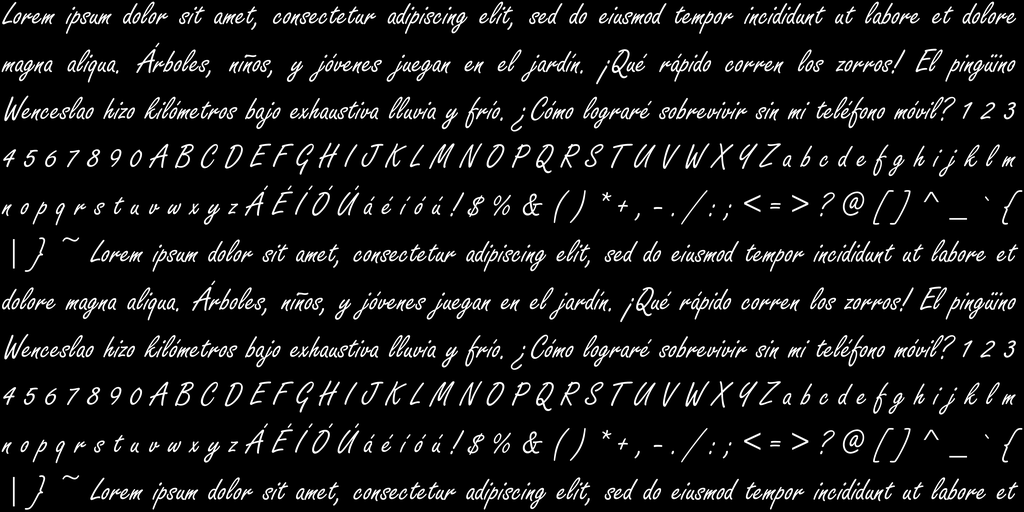 Lorem ipsum dolor sit amet, consectetur adipiscing elit, sed do eiusmod tempor incididunt ut labore et dolore
magna aliqua. Árboles, niños, y jóvenes juegan en el jardín. ¡Qué rápido corren los zorros! El pingüino
Wenceslao hizo kilómetros bajo exhaustiva lluvia y frío. ¿Cómo lograré sobrevivir sin mi teléfono móvil? 1 2 3
4 5 6 7 8 9 0 A B C D E F G H I J K L M N O P Q R S T U V W X Y Z a b c d e f g h i j k l m
n o p q r s t u v w x y z Á É Í Ó Ú á é í ó ú ! $ % & ( ) * + , - . / : ; < = > ? @ [ ] ^ _ ` {
| } ~ Lorem ipsum dolor sit amet, consectetur adipiscing elit, sed do eiusmod tempor incididunt ut labore et
dolore magna aliqua. Árboles, niños, y jóvenes juegan en el jardín. ¡Qué rápido corren los zorros! El pingüino
Wenceslao hizo kilómetros bajo exhaustiva lluvia y frío. ¿Cómo lograré sobrevivir sin mi teléfono móvil? 1 2 3
4 5 6 7 8 9 0 A B C D E F G H I J K L M N O P Q R S T U V W X Y Z a b c d e f g h i j k l m
n o p q r s t u v w x y z Á É Í Ó Ú á é í ó ú ! $ % & ( ) * + , - . / : ; < = > ? @ [ ] ^ _ ` {
| } ~ Lorem ipsum dolor sit amet, consectetur adipiscing elit, sed do eiusmod tempor incididunt ut labore et